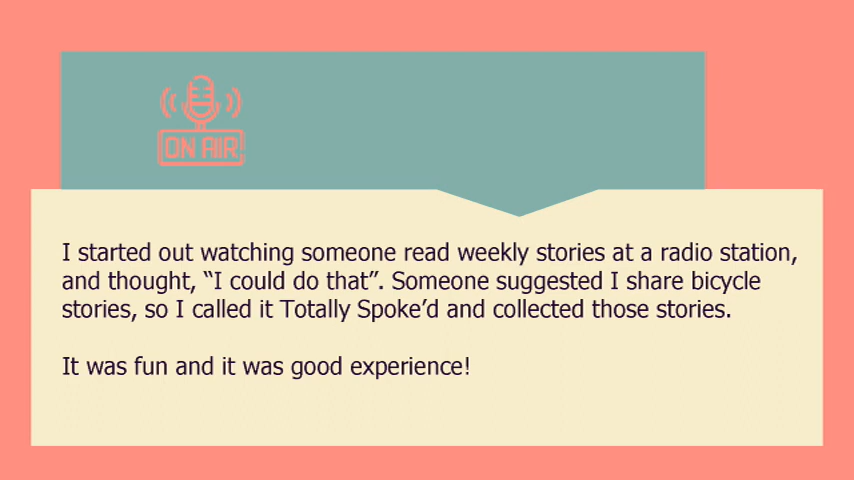 ON AIR!
I started out watching someone read weekly stories at a radio station,
and thought, “I could do that”. Someone suggested I share bicycle
stories, so I called it Totally Spoke’d and collected those stories.
It was fun and it was good experience!